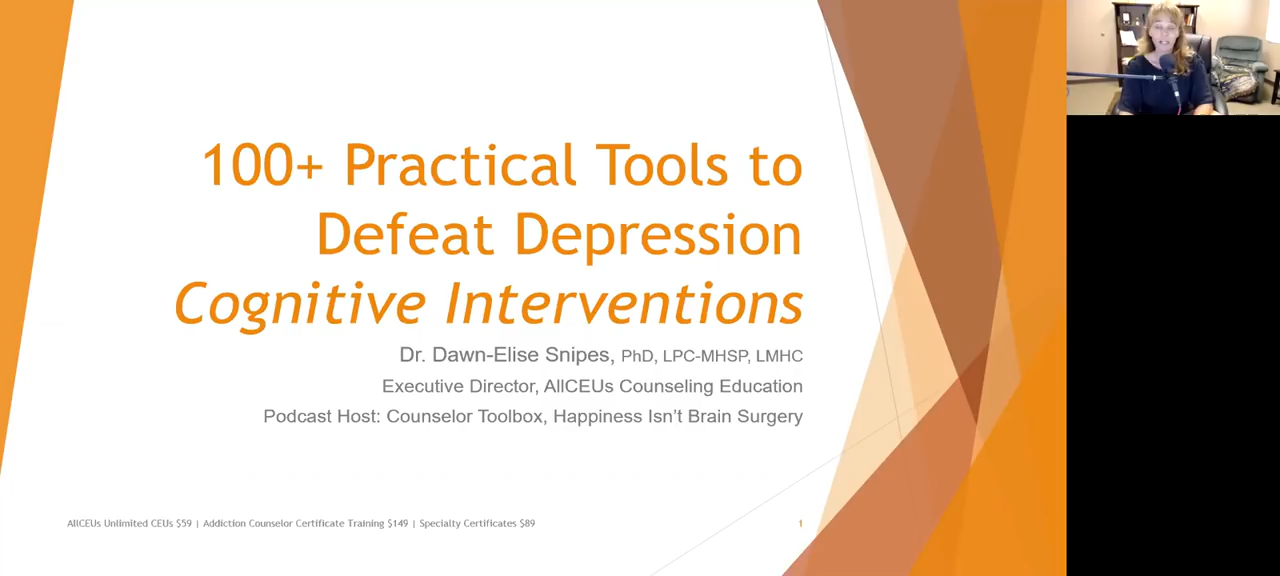 100+ Practical Tools to
Defeat Depression
Cognitive Interventions
Dr. Dawn-Elise Snipes, PhD, LPC-MHSP, LMHC
Executive Director, AllCEUs Counseling Education
Podcast Host: Counselor Toolbox, Happiness Isn’t Brain Surgery
AllCEUs Unlimited CEUs $59 | Addiction Counselor Certificate Training $149 | Specialty Certificates $89
1